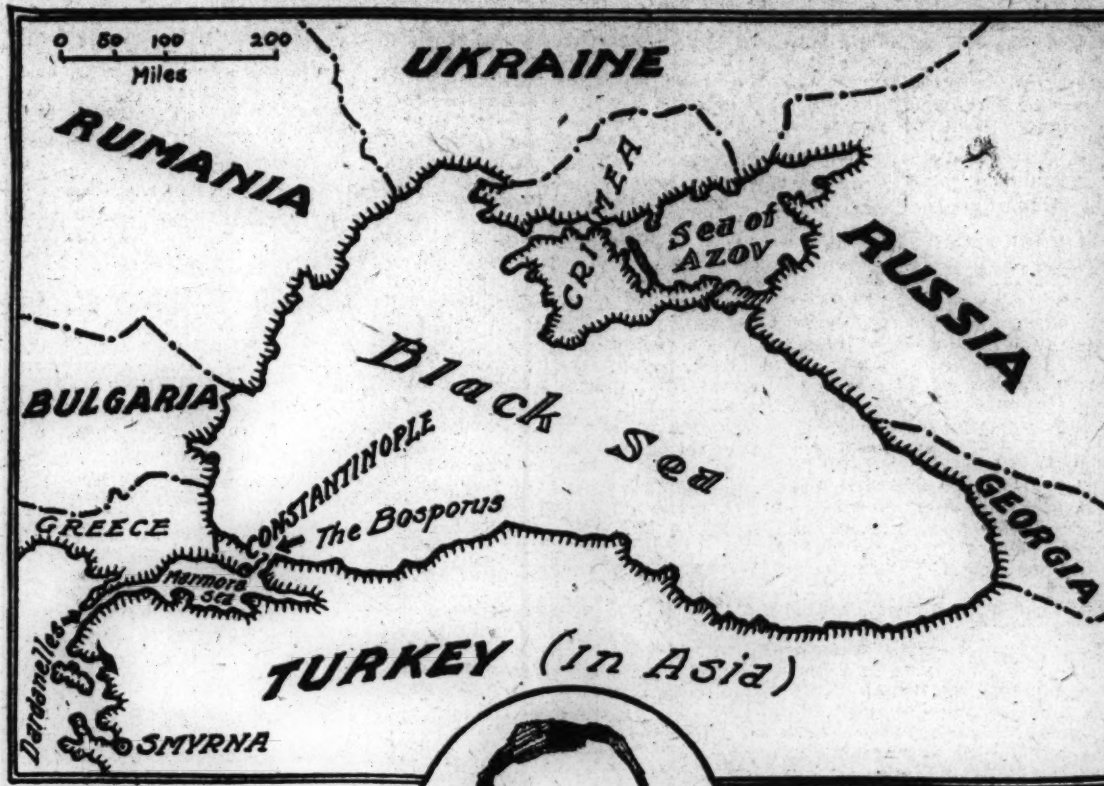 0 50 100 200
Miles
UKRAINE
RUMANIA
CRIMEA
Sea of
AZOV
RUSSIA
Black Sea
BULGARIA
CONSTANTINOPLE
The Bosporus
GREECE
GEORGIA
Marmora
Sea
TURKEY (in Asia)
Dardanelles
SMYRNA